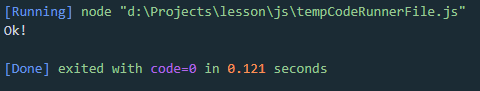 [Running] node "d:\Projects\lesson\js\tempCodeRunnerFile.js"
Ok!
[Done] exited with code=0 in 0.121 seconds